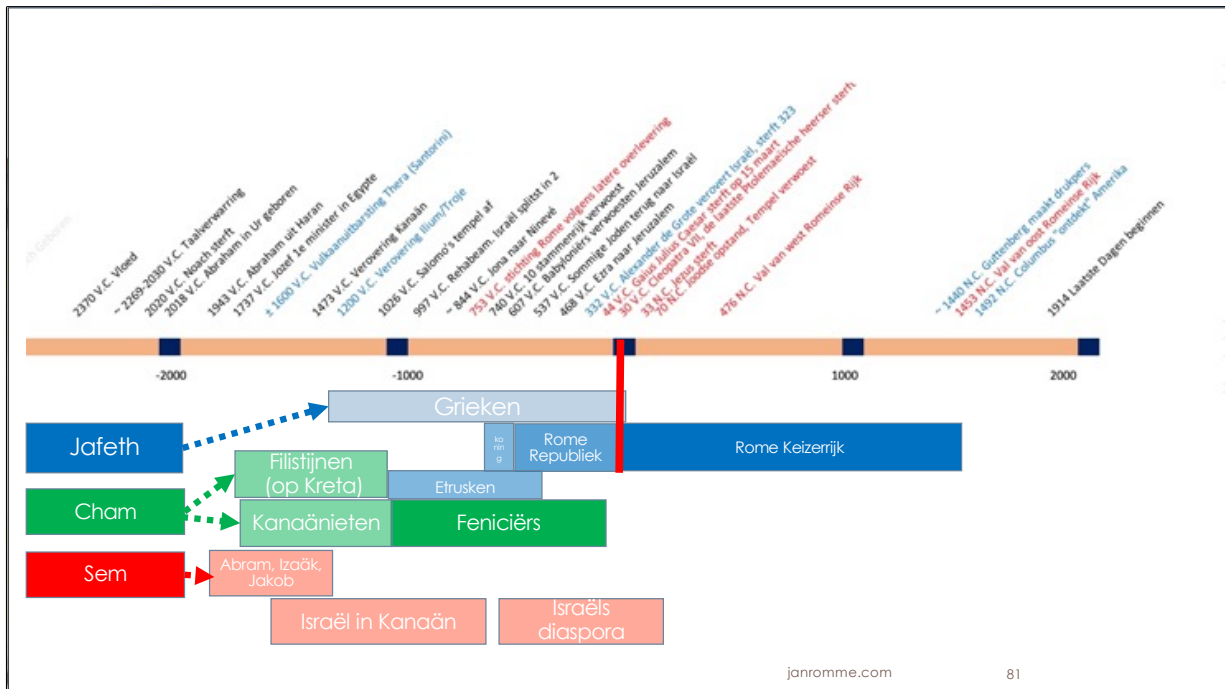 ch Geboren
2370 V.C. Vloed
~ 2269-2030 V.C. Taalverwarring
2020 V.C. Noach sterft
2018 V.C. Abraham in Ur geboren
1943 V.C. Abraham uit Haran
1737 V.C. Jozef 1e minister in Egypte
± 1600 V.C. Vulkaanuitbarsting Thera (Santorini)
1473 V.C. Verovering Kanaän
1200 V.C. Verovering Ilium/Troje
1026 V.C. Salomo's tempel af
997 V.C. Rehabeam. Israël splitst in 2
~ 844 V.C. Jona naar Ninevé
753 V.C. stichting Rome volgens latere overlevering
740 V.C. 10 stammenrijk verwoest
607 V.C. Babyloniërs verwoesten Jeruzalem
537 V.C. Sommige Joden terug naar Israël
468 V.C. Ezra naar Jeruzalem
332 V.C. Alexander de Grote verovert Israël, sterft 323
44 V.C. Gaius Julius Caesar sterft op 15 maart
30 V.C. Cleopatra VII, de laatste Ptolemaeische heerser sterft
33 N.C. Jezus sterft
70 N.C. Joodse opstand, Tempel verwoest
476 N.C. Val van west Romeinse Rijk
~ 1440 N.C. Guttenberg maakt drukpers
1453 N.C. Val van oost Romeinse Rijk
1492 N.C. Columbus "ontdekt" Amerika
1914 Laatste Dagen beginnen
-2000
-1000
1000
2000
Grieken
Jafeth
ko
nin
g
Rome
Republiek
Rome Keizerrijk
Filistijnen
(op Kreta)
Etrusken
Cham
Kanaänieten
Feniciërs
Sem
Abram, Izaäk,
Jakob
Israël in Kanaän
Israëls
diaspora
janromme.com
81